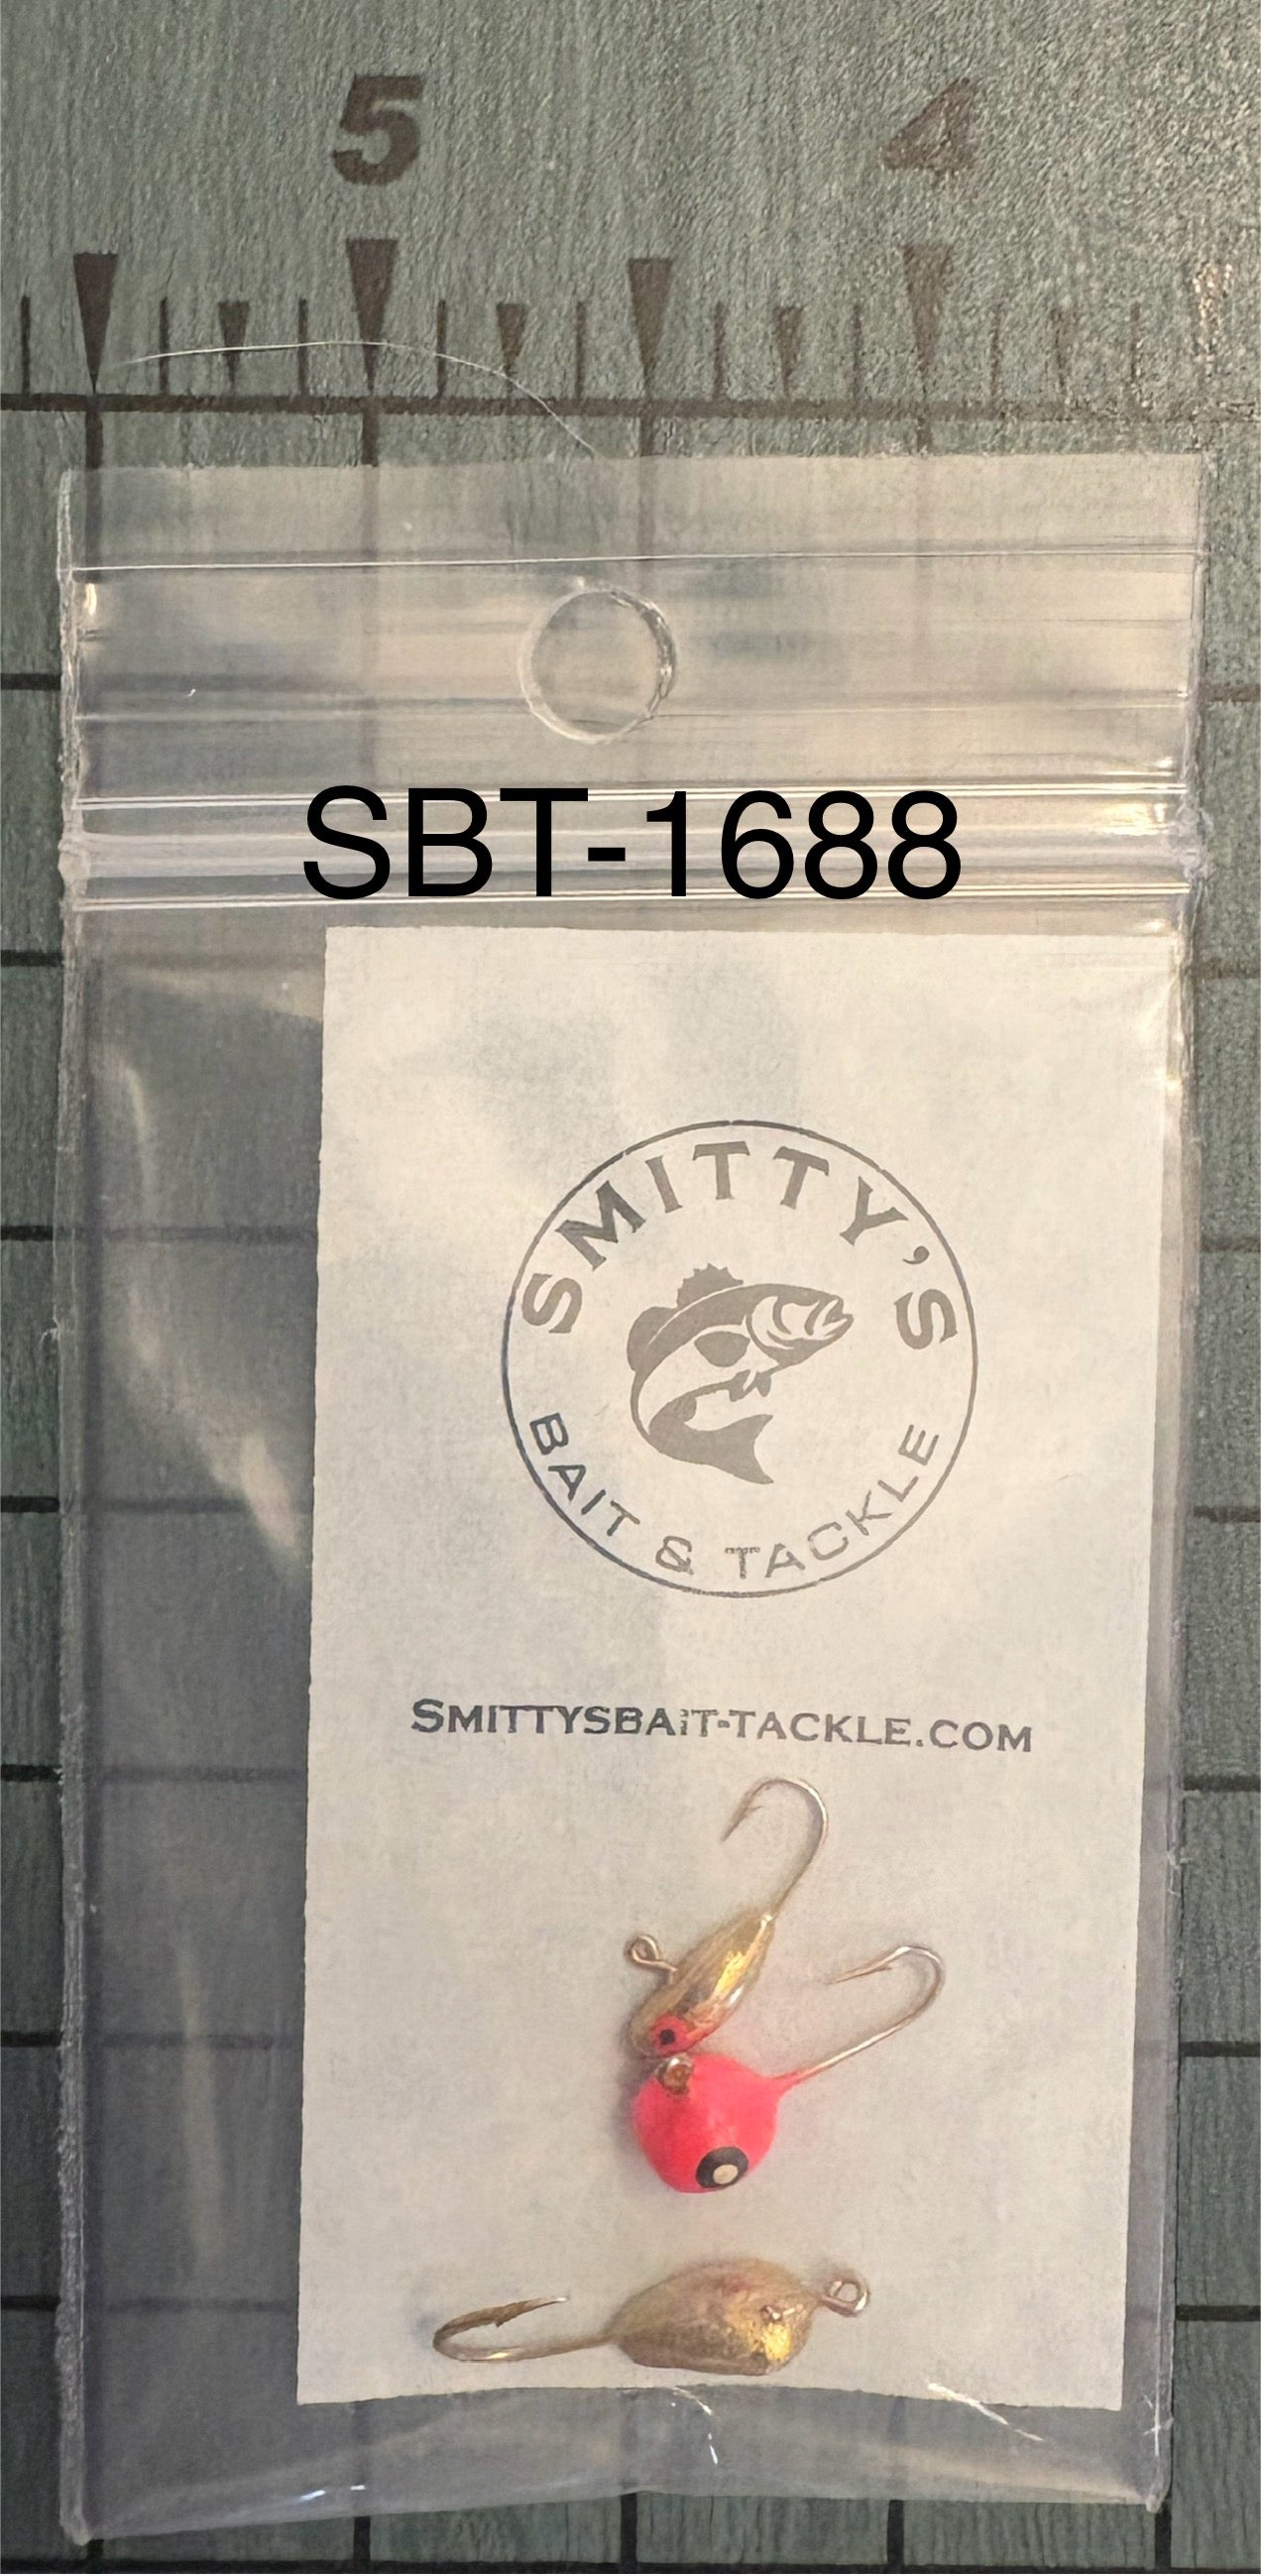 5 4
SBT-1688
SMITTY'S
BAIT & TACKLE
SMITTYSBAIT-TACKLE.COM